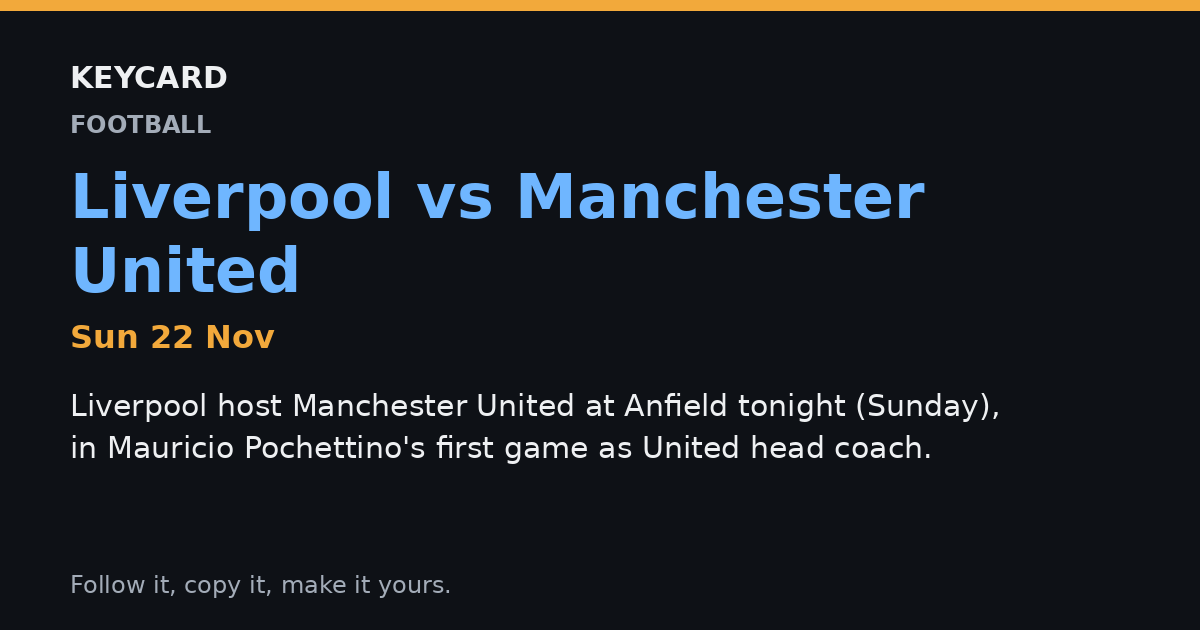 KEYCARD
FOOTBALL
Liverpool vs Manchester
United
Sun 22 Nov
Liverpool host Manchester United at Anfield tonight (Sunday),
in Mauricio Pochettino's first game as United head coach.
Follow it, copy it, make it yours.